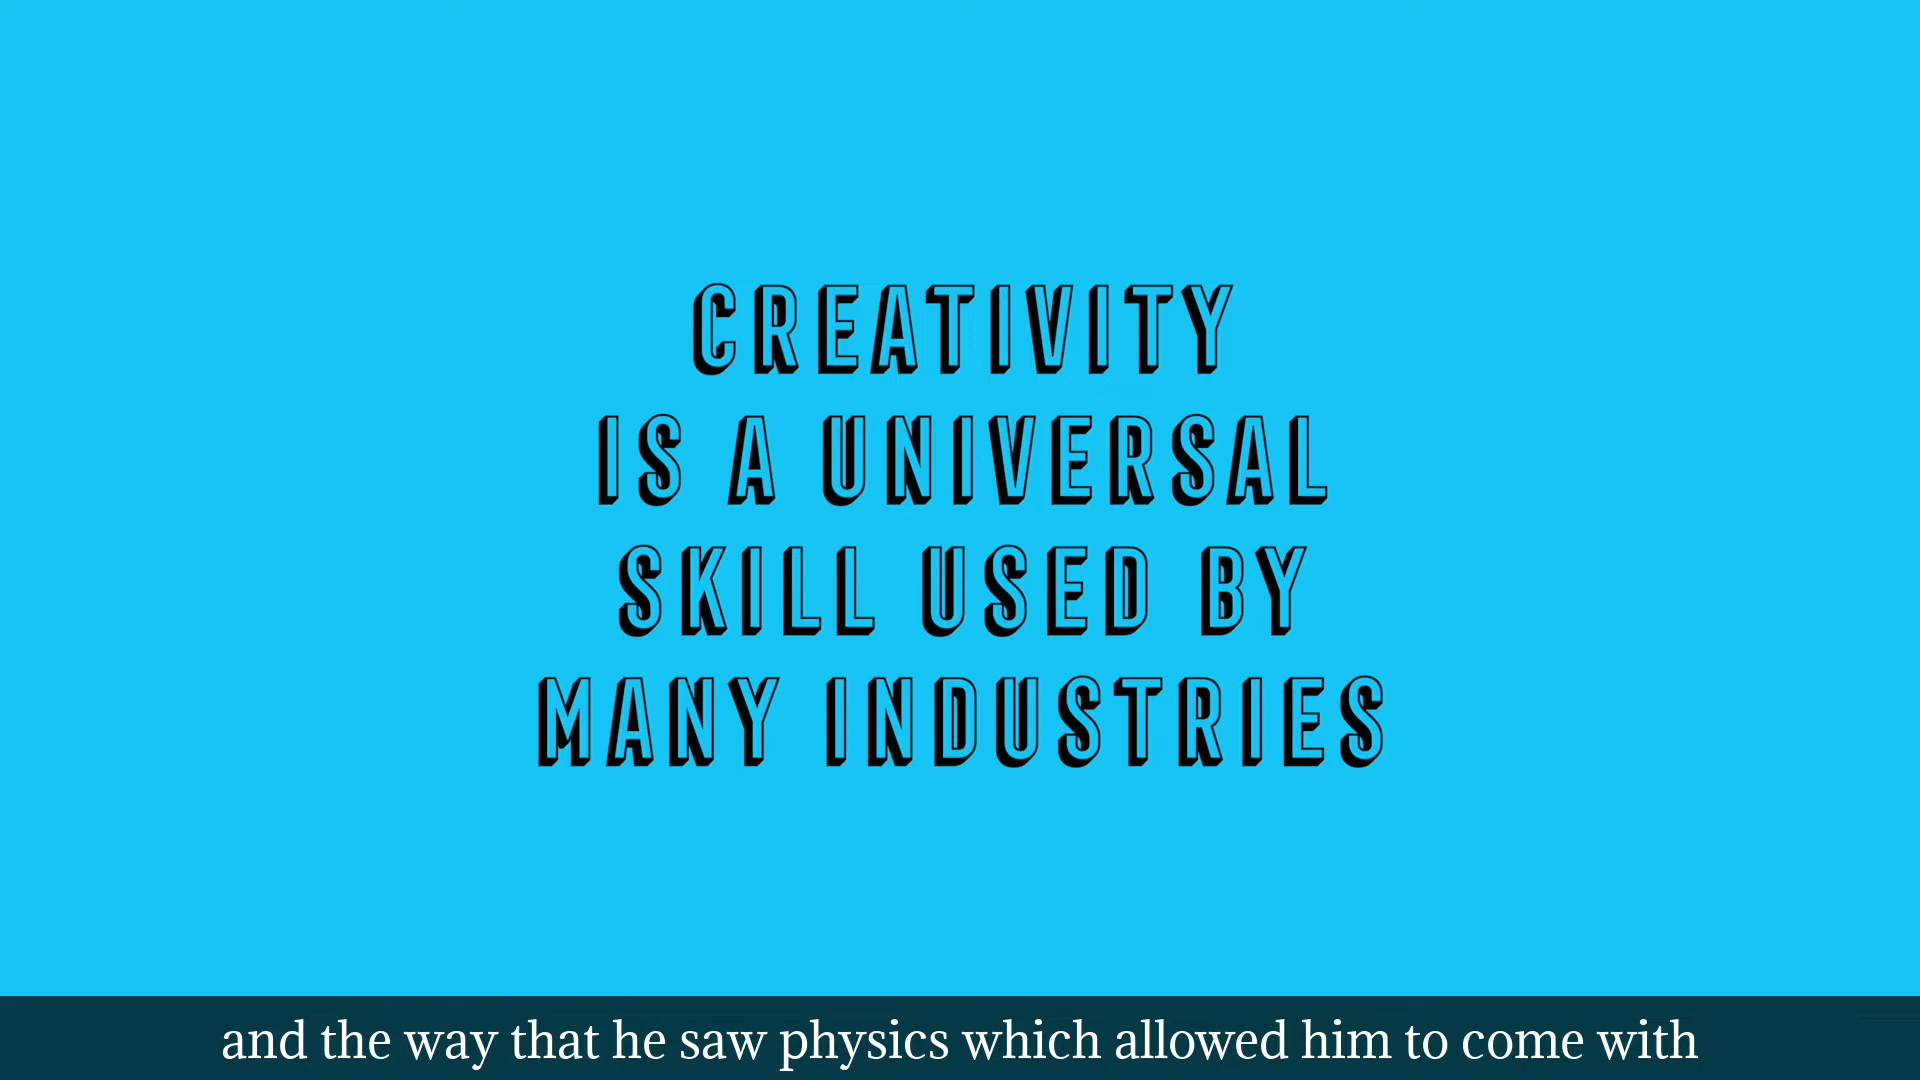 CREATIVITY
IS A UNIVERSAL
SKILL USED BY
MANY INDUSTRIES
and the way that he saw physics which allowed him to come with